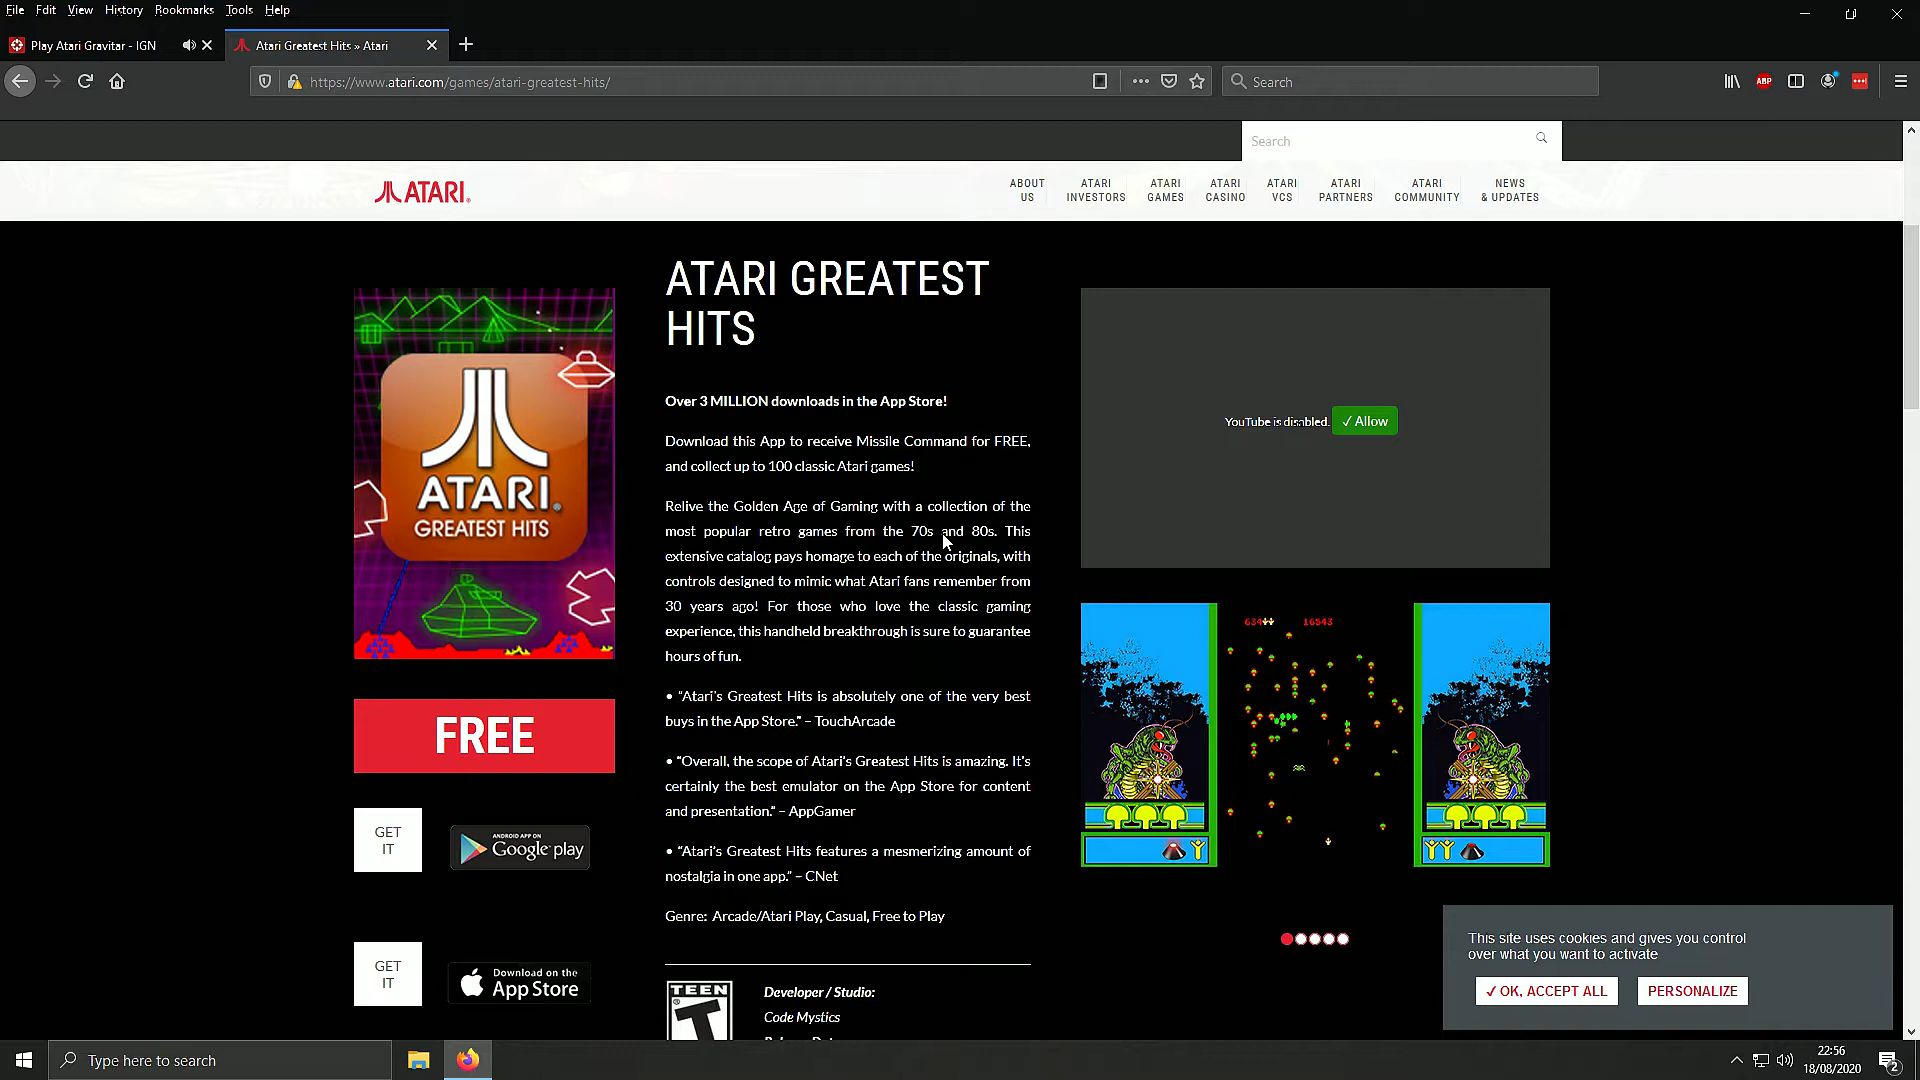 File Edit View History Bookmarks Tools Help
Play Atari Gravitar - IGN
Atari Greatest Hits » Atari
https://www.atari.com/games/atari-greatest-hits/
Search
ABP
Search
ATARI
ABOUT US
ATARI INVESTORS
ATARI GAMES
ATARI CASINO
ATARI VCS
ATARI PARTNERS
ATARI COMMUNITY
NEWS & UPDATES
ATARI
GREATEST HITS
FREE
GET
IT
ANDROID APP ON
Google play
GET
IT
Download on the
App Store
ATARI GREATEST
HITS
Over 3 MILLION downloads in the App Store!
Download this App to receive Missile Command for FREE,
and collect up to 100 classic Atari games!
Relive the Golden Age of Gaming with a collection of the
most popular retro games from the 70s and 80s. This
extensive catalog pays homage to each of the originals, with
controls designed to mimic what Atari fans remember from
30 years ago! For those who love the classic gaming
experience, this handheld breakthrough is sure to guarantee
hours of fun.
• “Atari’s Greatest Hits is absolutely one of the very best
buys in the App Store.” – TouchArcade
• “Overall, the scope of Atari’s Greatest Hits is amazing. It’s
certainly the best emulator on the App Store for content
and presentation.” – AppGamer
• “Atari’s Greatest Hits features a mesmerizing amount of
nostalgia in one app.” – CNet
Genre: Arcade/Atari Play, Casual, Free to Play
TEEN
T
Developer / Studio:
Code Mystics
YouTube is disabled. ✓ Allow
634 16543
This site uses cookies and gives you control
over what you want to activate
✓ OK, ACCEPT ALL
PERSONALIZE
Type here to search
22:56
18/08/2020
2